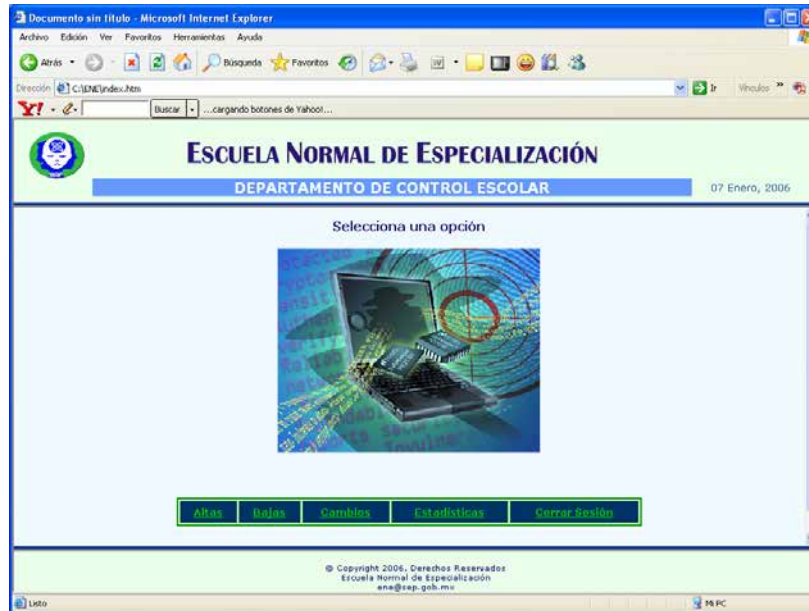 Documento sin título - Microsoft Internet Explorer
Archivo Edición Ver Favoritos Herramientas Ayuda
Atrás Búsqueda Favoritos
Dirección C:\ENE\index.htm Ir Vínculos »
Y! Buscar ...cargando botones de Yahoo!...
ESCUELA NORMAL DE ESPECIALIZACIÓN
DEPARTAMENTO DE CONTROL ESCOLAR 07 Enero, 2006
Selecciona una opción
Altas Bajas Cambios Estadísticas Cerrar Sesión
© Copyright 2006. Derechos Reservados
Escuela Normal de Especialización
ene@sep.gob.mx
Listo Mi PC